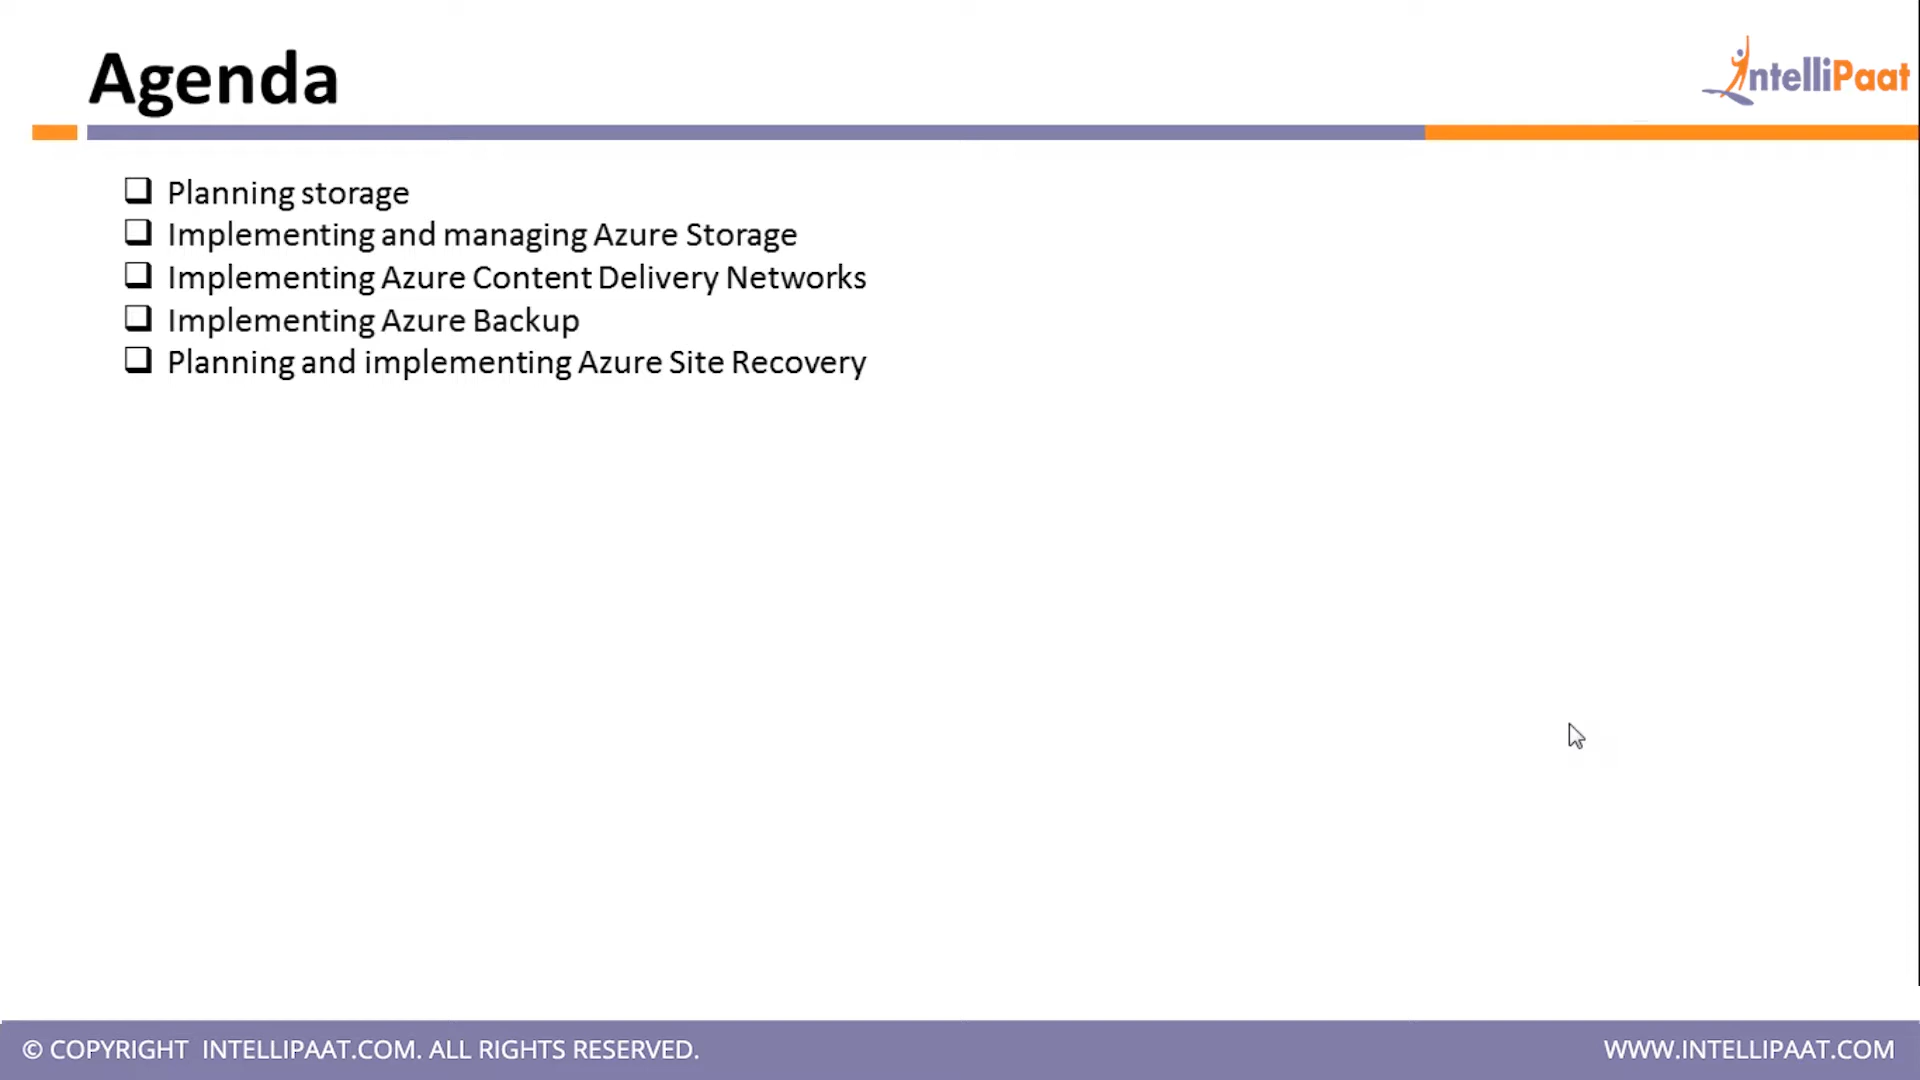 Agenda
IntelliPaat
Planning storage
Implementing and managing Azure Storage
Implementing Azure Content Delivery Networks
Implementing Azure Backup
Planning and implementing Azure Site Recovery
© COPYRIGHT INTELLIPAAT.COM. ALL RIGHTS RESERVED.
WWW.INTELLIPAAT.COM